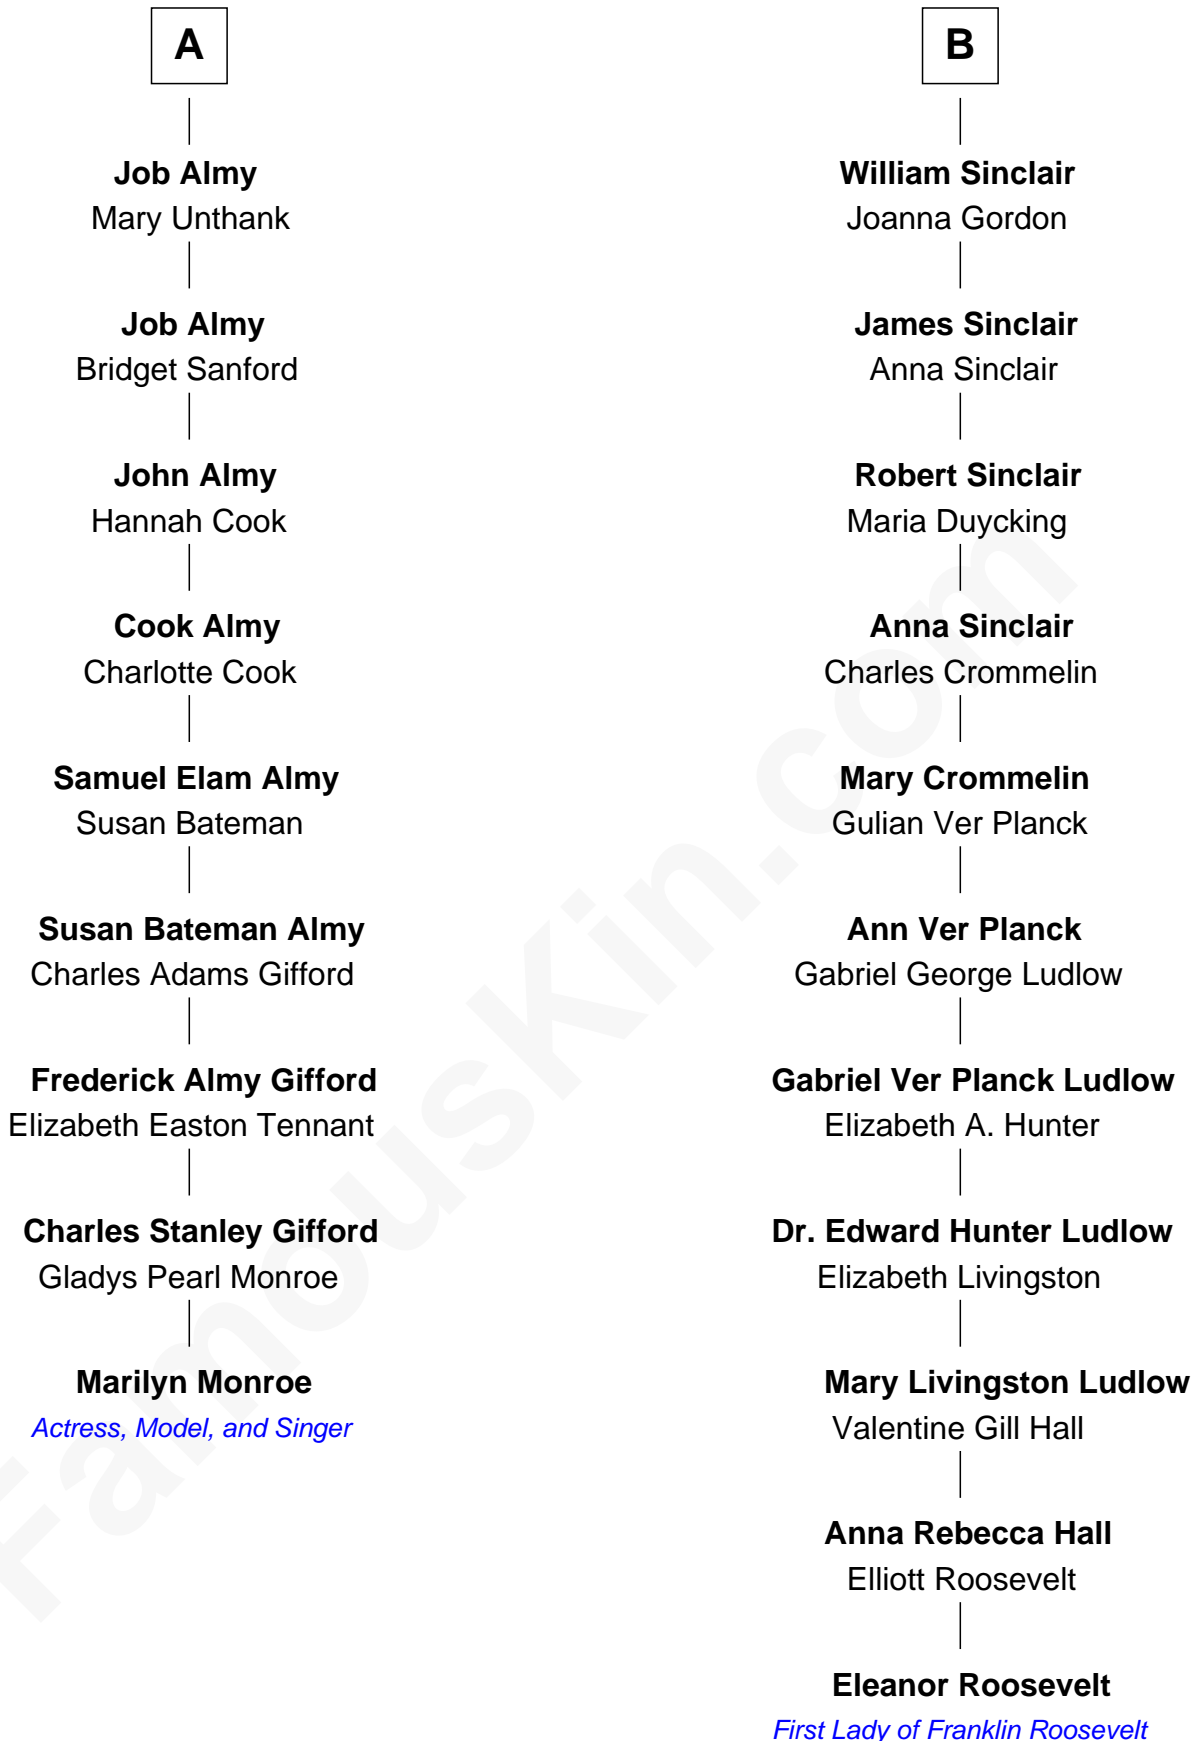 A
Job Almy
Mary Unthank
Job Almy
Bridget Sanford
John Almy
Hannah Cook
Cook Almy
Charlotte Cook
Samuel Elam Almy
Susan Bateman
Susan Bateman Almy
Charles Adams Gifford
Frederick Almy Gifford
Elizabeth Easton Tennant
Charles Stanley Gifford
Gladys Pearl Monroe
Marilyn Monroe
Actress, Model, and Singer
B
William Sinclair
Joanna Gordon
James Sinclair
Anna Sinclair
Robert Sinclair
Maria Duycking
Anna Sinclair
Charles Crommelin
Mary Crommelin
Gulian Ver Planck
Ann Ver Planck
Gabriel George Ludlow
Gabriel Ver Planck Ludlow
Elizabeth A. Hunter
Dr. Edward Hunter Ludlow
Elizabeth Livingston
Mary Livingston Ludlow
Valentine Gill Hall
Anna Rebecca Hall
Elliott Roosevelt
Eleanor Roosevelt
First Lady of Franklin Roosevelt
FamousKin.com